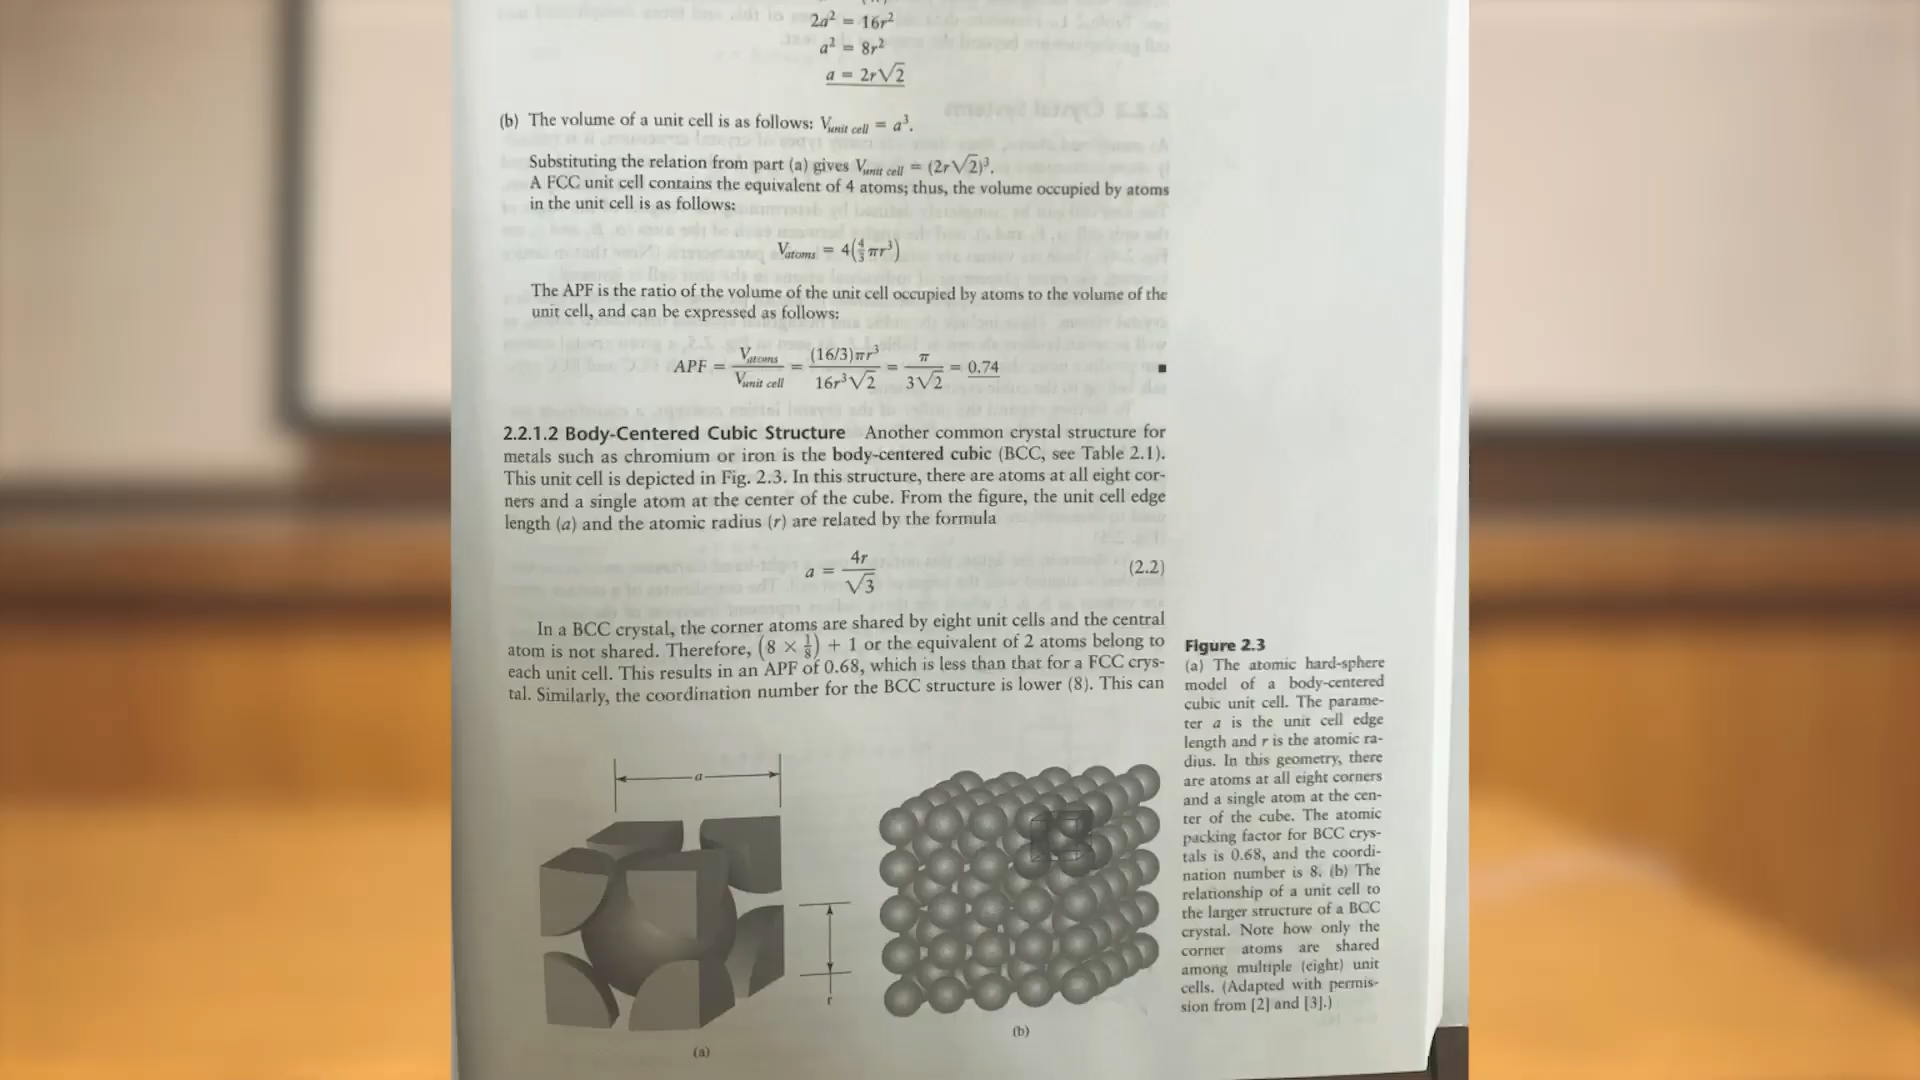 2a² = 16r²
a² = 8r²
a = 2r√2
(b) The volume of a unit cell is as follows: Vunit cell = a³.
Substituting the relation from part (a) gives Vunit cell = (2r√2)³.
A FCC unit cell contains the equivalent of 4 atoms; thus, the volume occupied by atoms
in the unit cell is as follows:
Vatoms = 4(4/3 πr³)
The APF is the ratio of the volume of the unit cell occupied by atoms to the volume of the
unit cell, and can be expressed as follows:
APF = Vatoms / Vunit cell = (16/3)πr³ / 16r³√2 = π / 3√2 = 0.74
2.2.1.2 Body-Centered Cubic Structure Another common crystal structure for
metals such as chromium or iron is the body-centered cubic (BCC, see Table 2.1).
This unit cell is depicted in Fig. 2.3. In this structure, there are atoms at all eight cor-
ners and a single atom at the center of the cube. From the figure, the unit cell edge
length (a) and the atomic radius (r) are related by the formula
a = 4r / √3 (2.2)
In a BCC crystal, the corner atoms are shared by eight unit cells and the central
atom is not shared. Therefore, (8 × 1/8) + 1 or the equivalent of 2 atoms belong to
each unit cell. This results in an APF of 0.68, which is less than that for a FCC crys-
tal. Similarly, the coordination number for the BCC structure is lower (8). This can
Figure 2.3
(a) The atomic hard-sphere
model of a body-centered
cubic unit cell. The parame-
ter a is the unit cell edge
length and r is the atomic ra-
dius. In this geometry, there
are atoms at all eight corners
and a single atom at the cen-
ter of the cube. The atomic
packing factor for BCC crys-
tals is 0.68, and the coordi-
nation number is 8. (b) The
relationship of a unit cell to
the larger structure of a BCC
crystal. Note how only the
corner atoms are shared
among multiple (eight) unit
cells. (Adapted with permis-
sion from [2] and [3].)
a
r
(a)
(b)